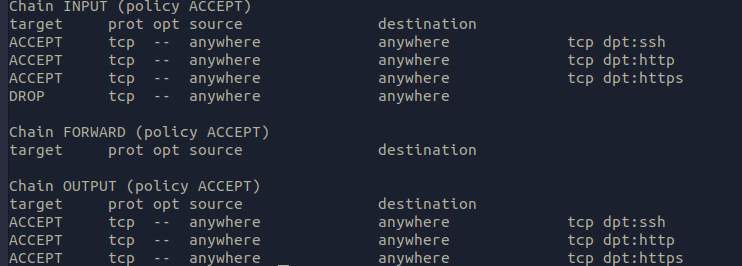 Chain INPUT (policy ACCEPT)
target     prot opt source               destination
ACCEPT     tcp  --  anywhere             anywhere             tcp dpt:ssh
ACCEPT     tcp  --  anywhere             anywhere             tcp dpt:http
ACCEPT     tcp  --  anywhere             anywhere             tcp dpt:https
DROP       tcp  --  anywhere             anywhere

Chain FORWARD (policy ACCEPT)
target     prot opt source               destination

Chain OUTPUT (policy ACCEPT)
target     prot opt source               destination
ACCEPT     tcp  --  anywhere             anywhere             tcp dpt:ssh
ACCEPT     tcp  --  anywhere             anywhere             tcp dpt:http
ACCEPT     tcp  --  anywhere             anywhere             tcp dpt:https